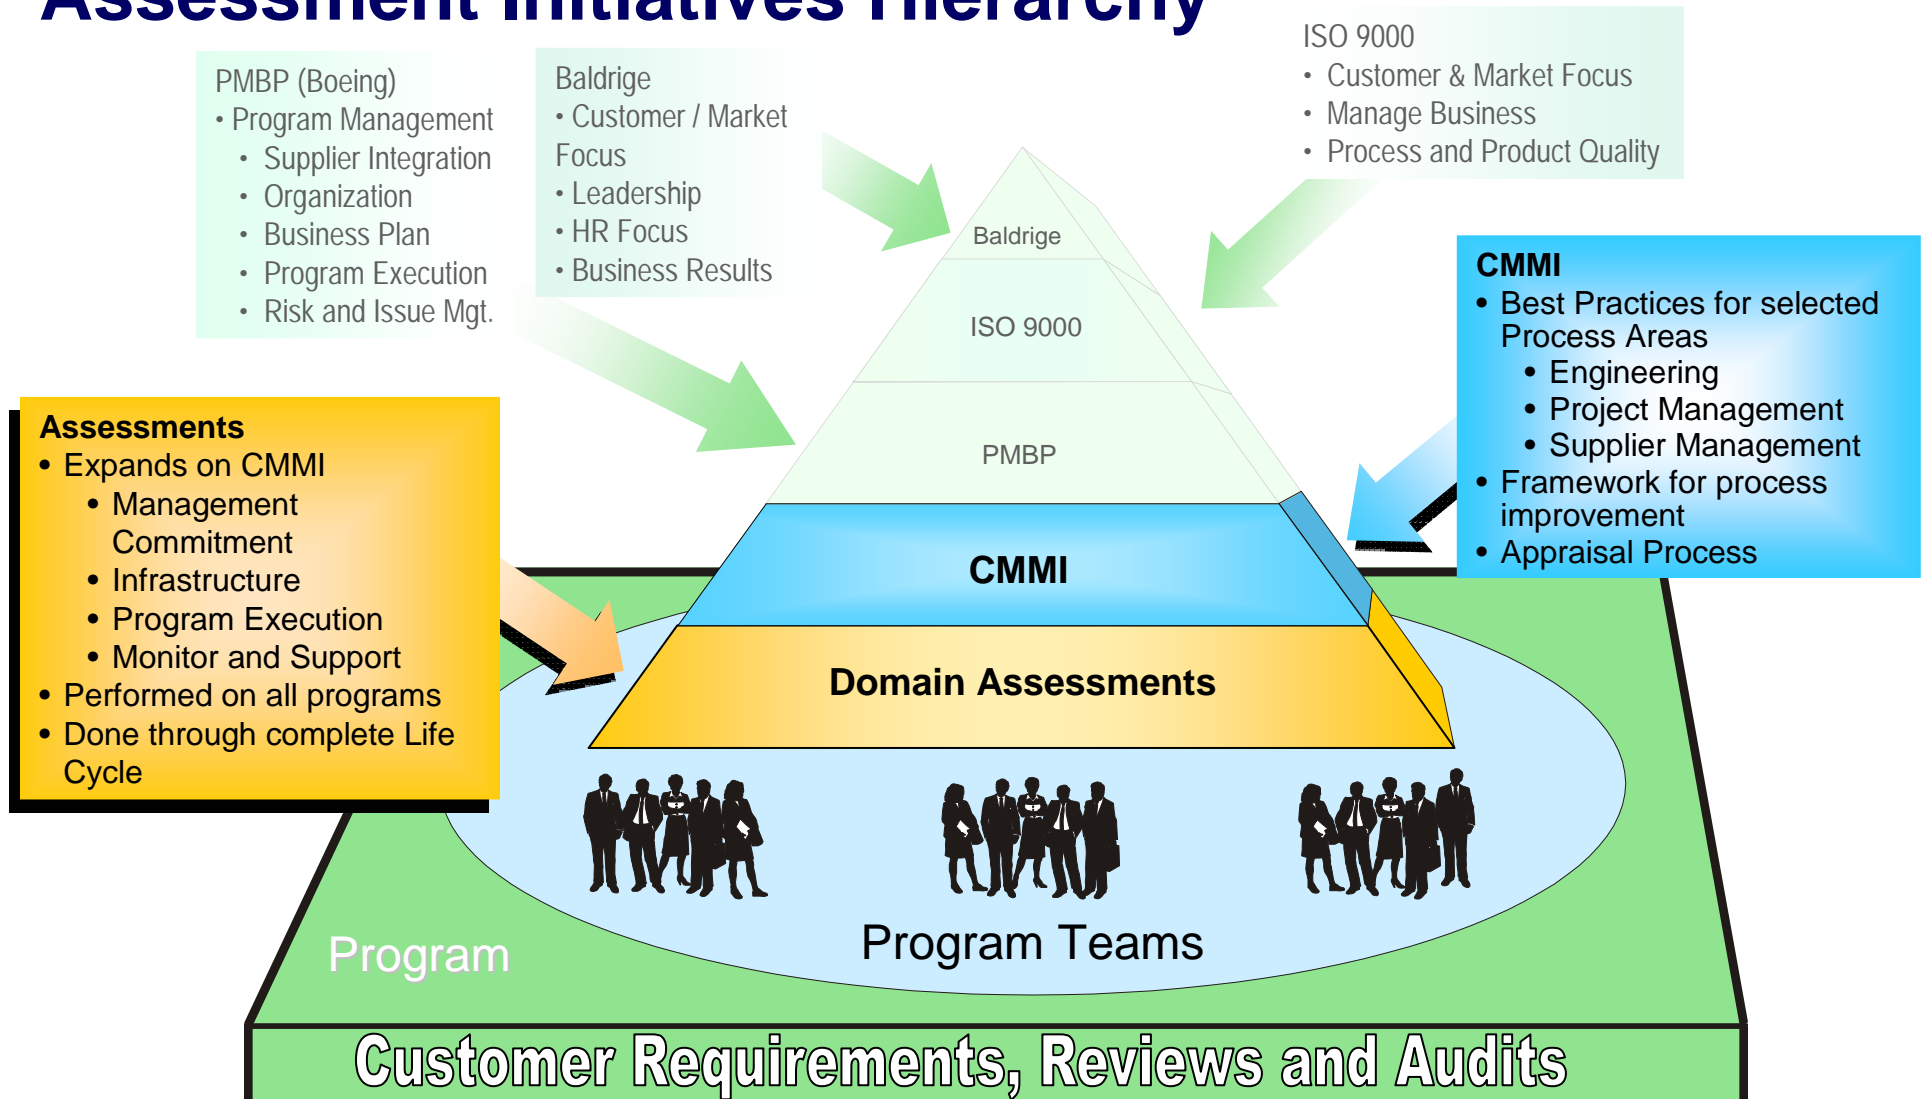 Assessment Initiatives Hierarchy
PMBP (Boeing)
• Program Management
• Supplier Integration
• Organization
• Business Plan
• Program Execution
• Risk and Issue Mgt.
Baldrige
• Customer / Market
Focus
• Leadership
• HR Focus
• Business Results
ISO 9000
• Customer & Market Focus
• Manage Business
• Process and Product Quality
Baldrige
ISO 9000
PMBP
CMMI
Domain Assessments
CMMI
• Best Practices for selected
Process Areas
• Engineering
• Project Management
• Supplier Management
• Framework for process
improvement
• Appraisal Process
Assessments
• Expands on CMMI
• Management
Commitment
• Infrastructure
• Program Execution
• Monitor and Support
• Performed on all programs
• Done through complete Life
Cycle
Program
Program Teams
Customer Requirements, Reviews and Audits